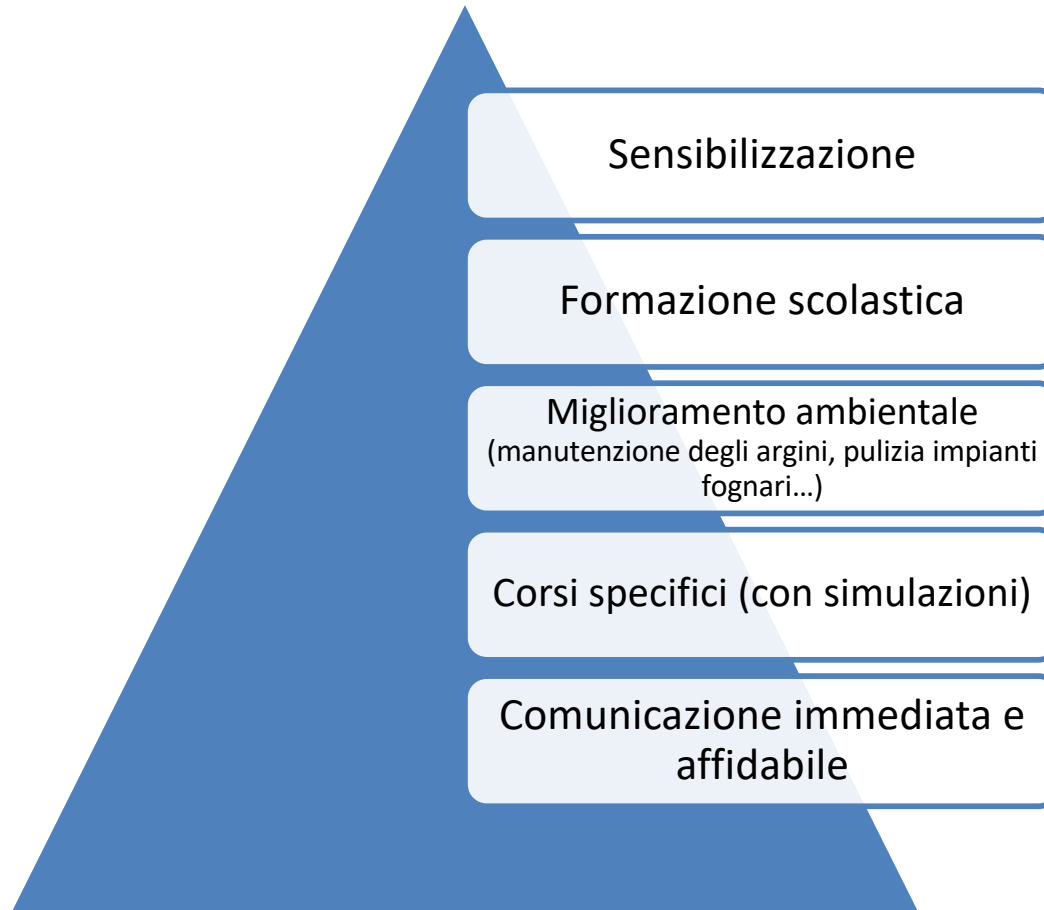 Sensibilizzazione
Formazione scolastica
Miglioramento ambientale
(manutenzione degli argini, pulizia impianti
fognari…)
Corsi specifici (con simulazioni)
Comunicazione immediata e
affidabile